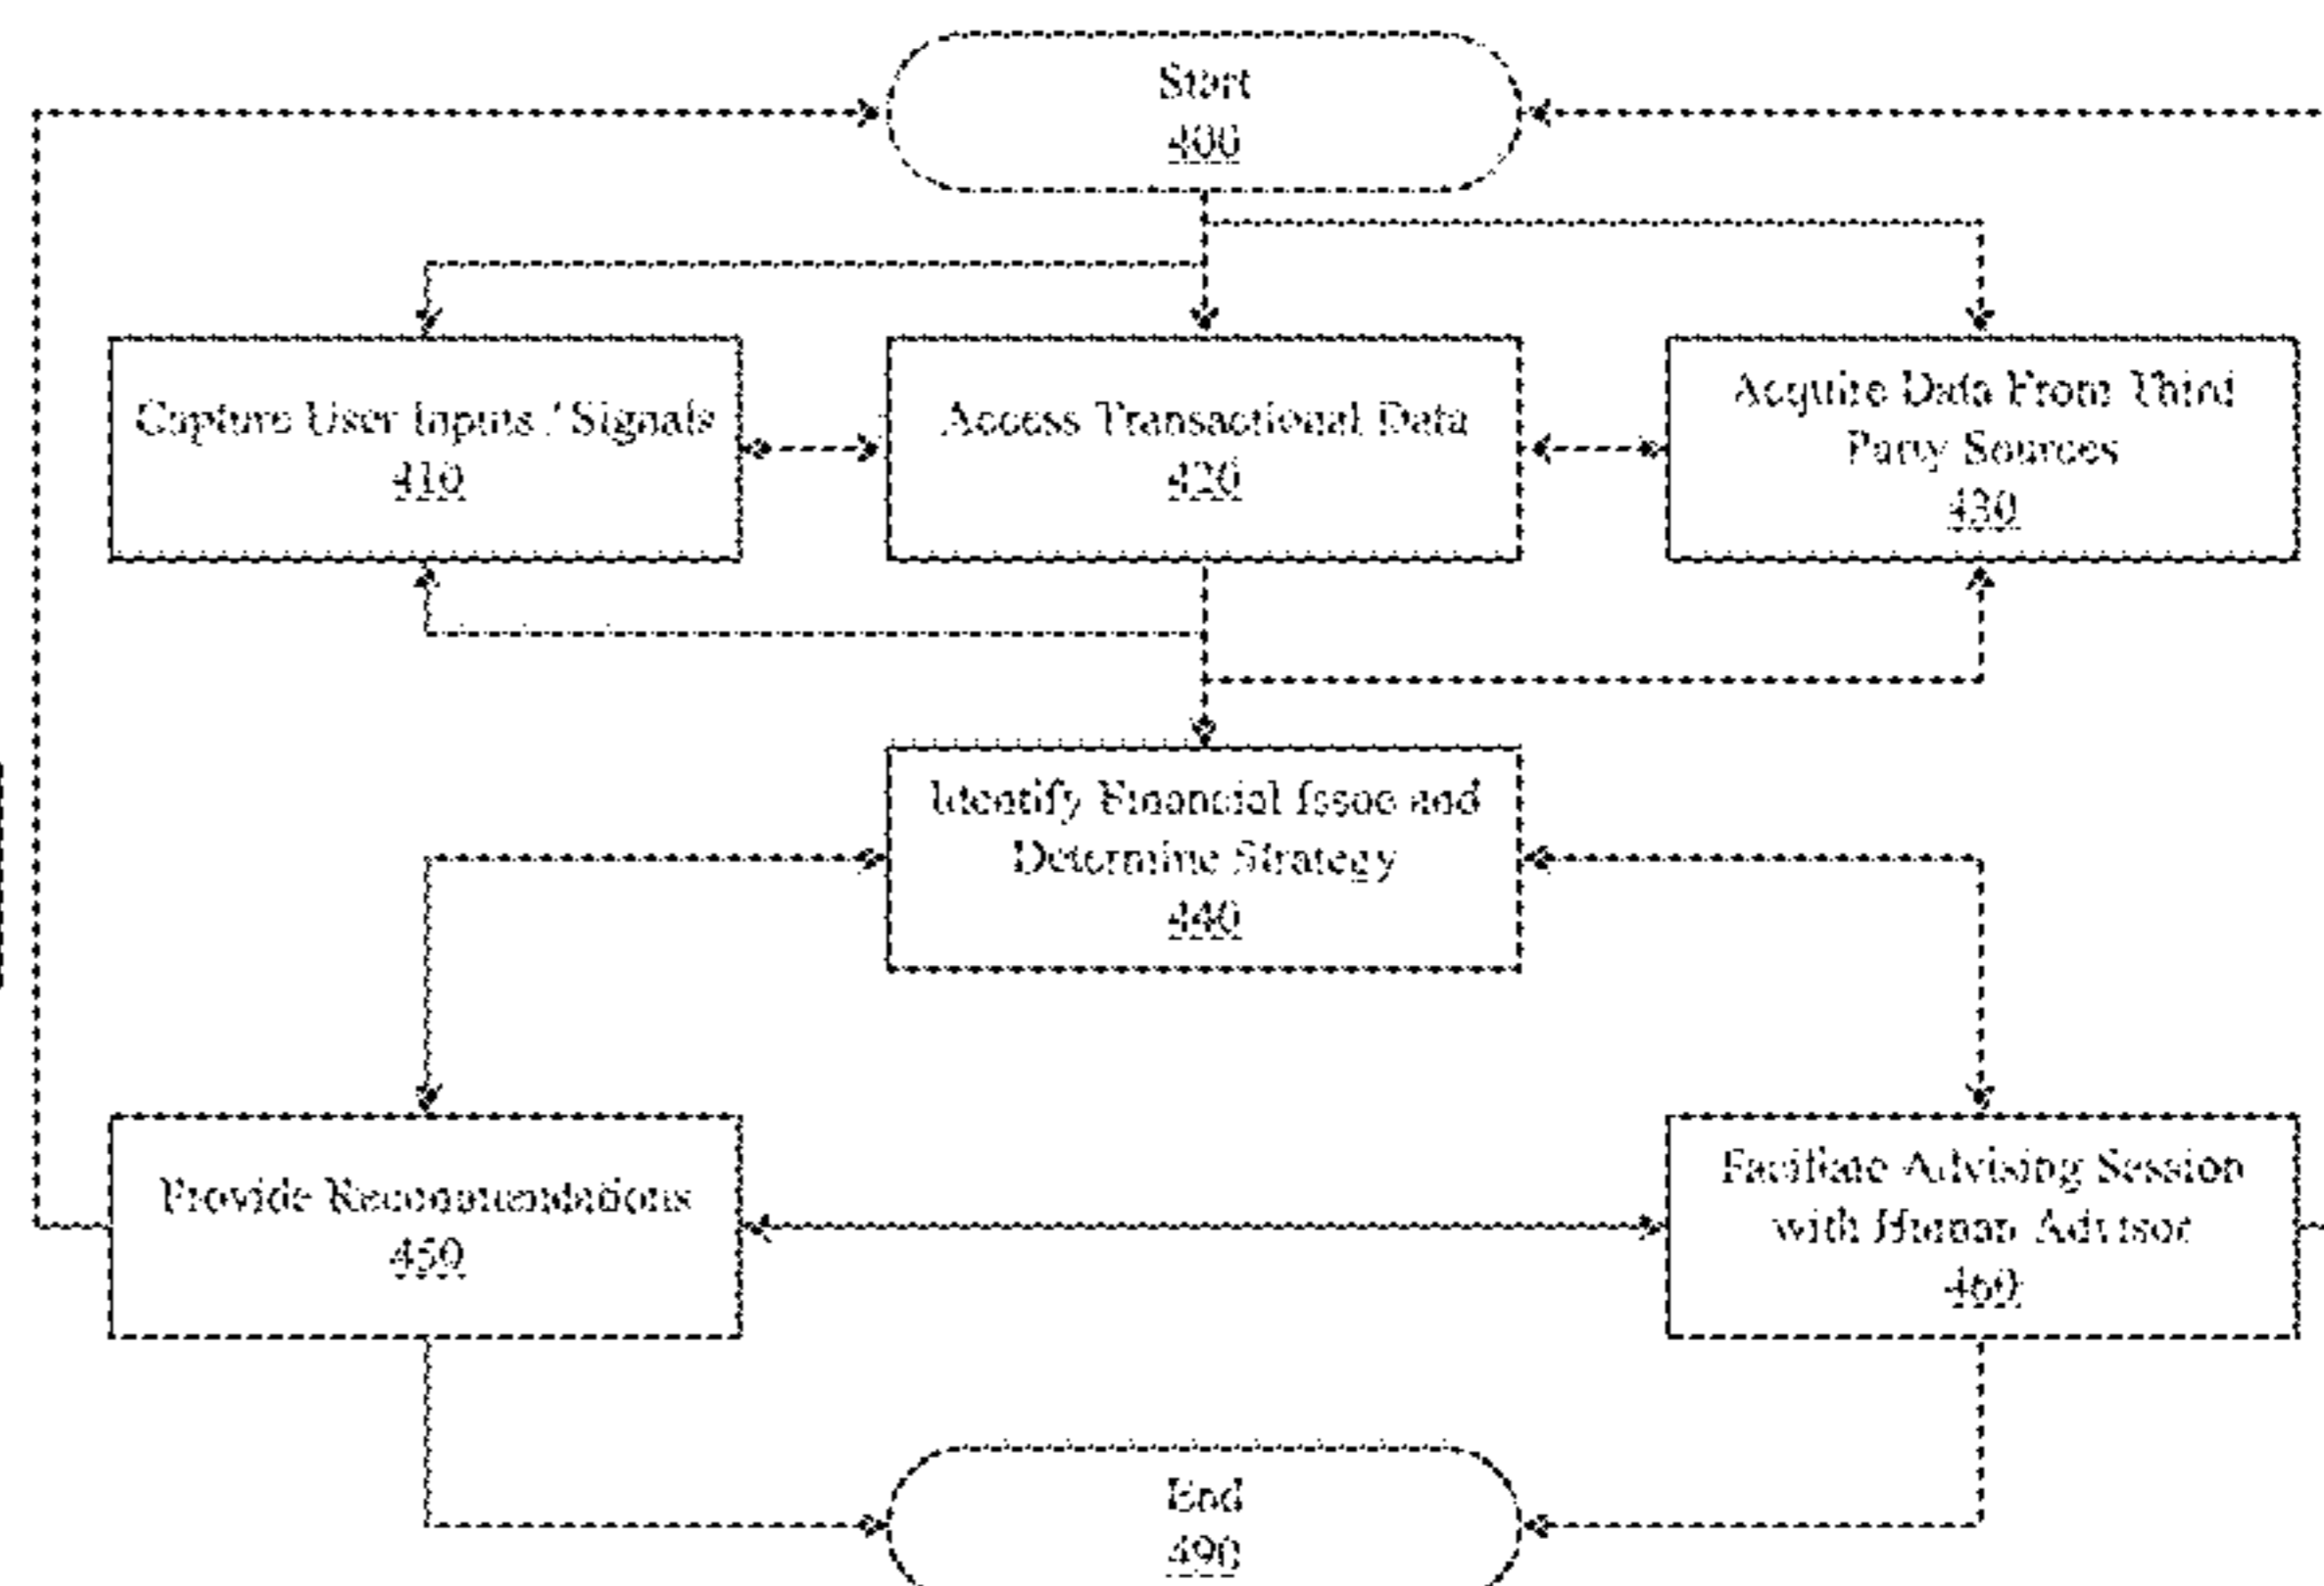 Start
400
Capture User Inputs / Signals
410
Access Transactional Data
420
Acquire Data From Third
Party Sources
430
Identify Financial Issue and
Determine Strategy
440
Provide Recommendations
450
Facilitate Advising Session
with Human Advisor
460
End
490